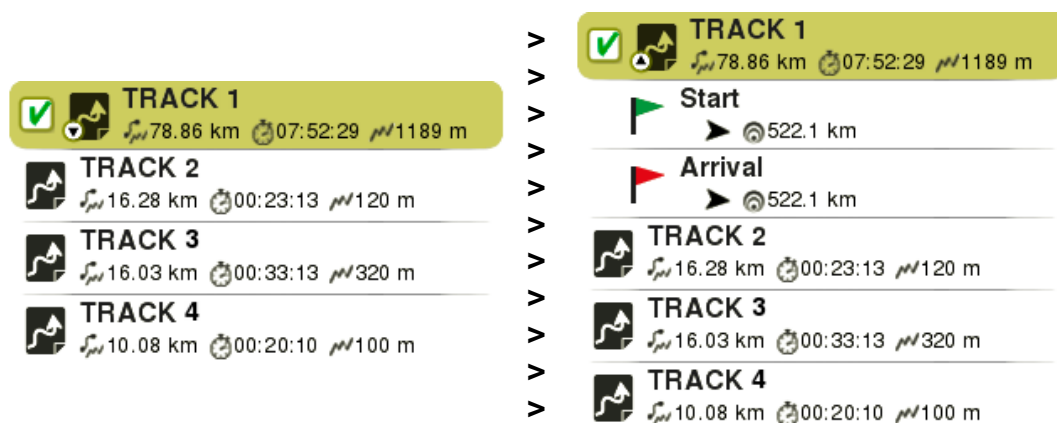 TRACK 1
78.86 km 07:52:29 1189 m
TRACK 2
16.28 km 00:23:13 120 m
TRACK 3
16.03 km 00:33:13 320 m
TRACK 4
10.08 km 00:20:10 100 m
>
>
>
>
>
>
>
>
>
>
>
TRACK 1
78.86 km 07:52:29 1189 m
Start
522.1 km
Arrival
522.1 km
TRACK 2
16.28 km 00:23:13 120 m
TRACK 3
16.03 km 00:33:13 320 m
TRACK 4
10.08 km 00:20:10 100 m